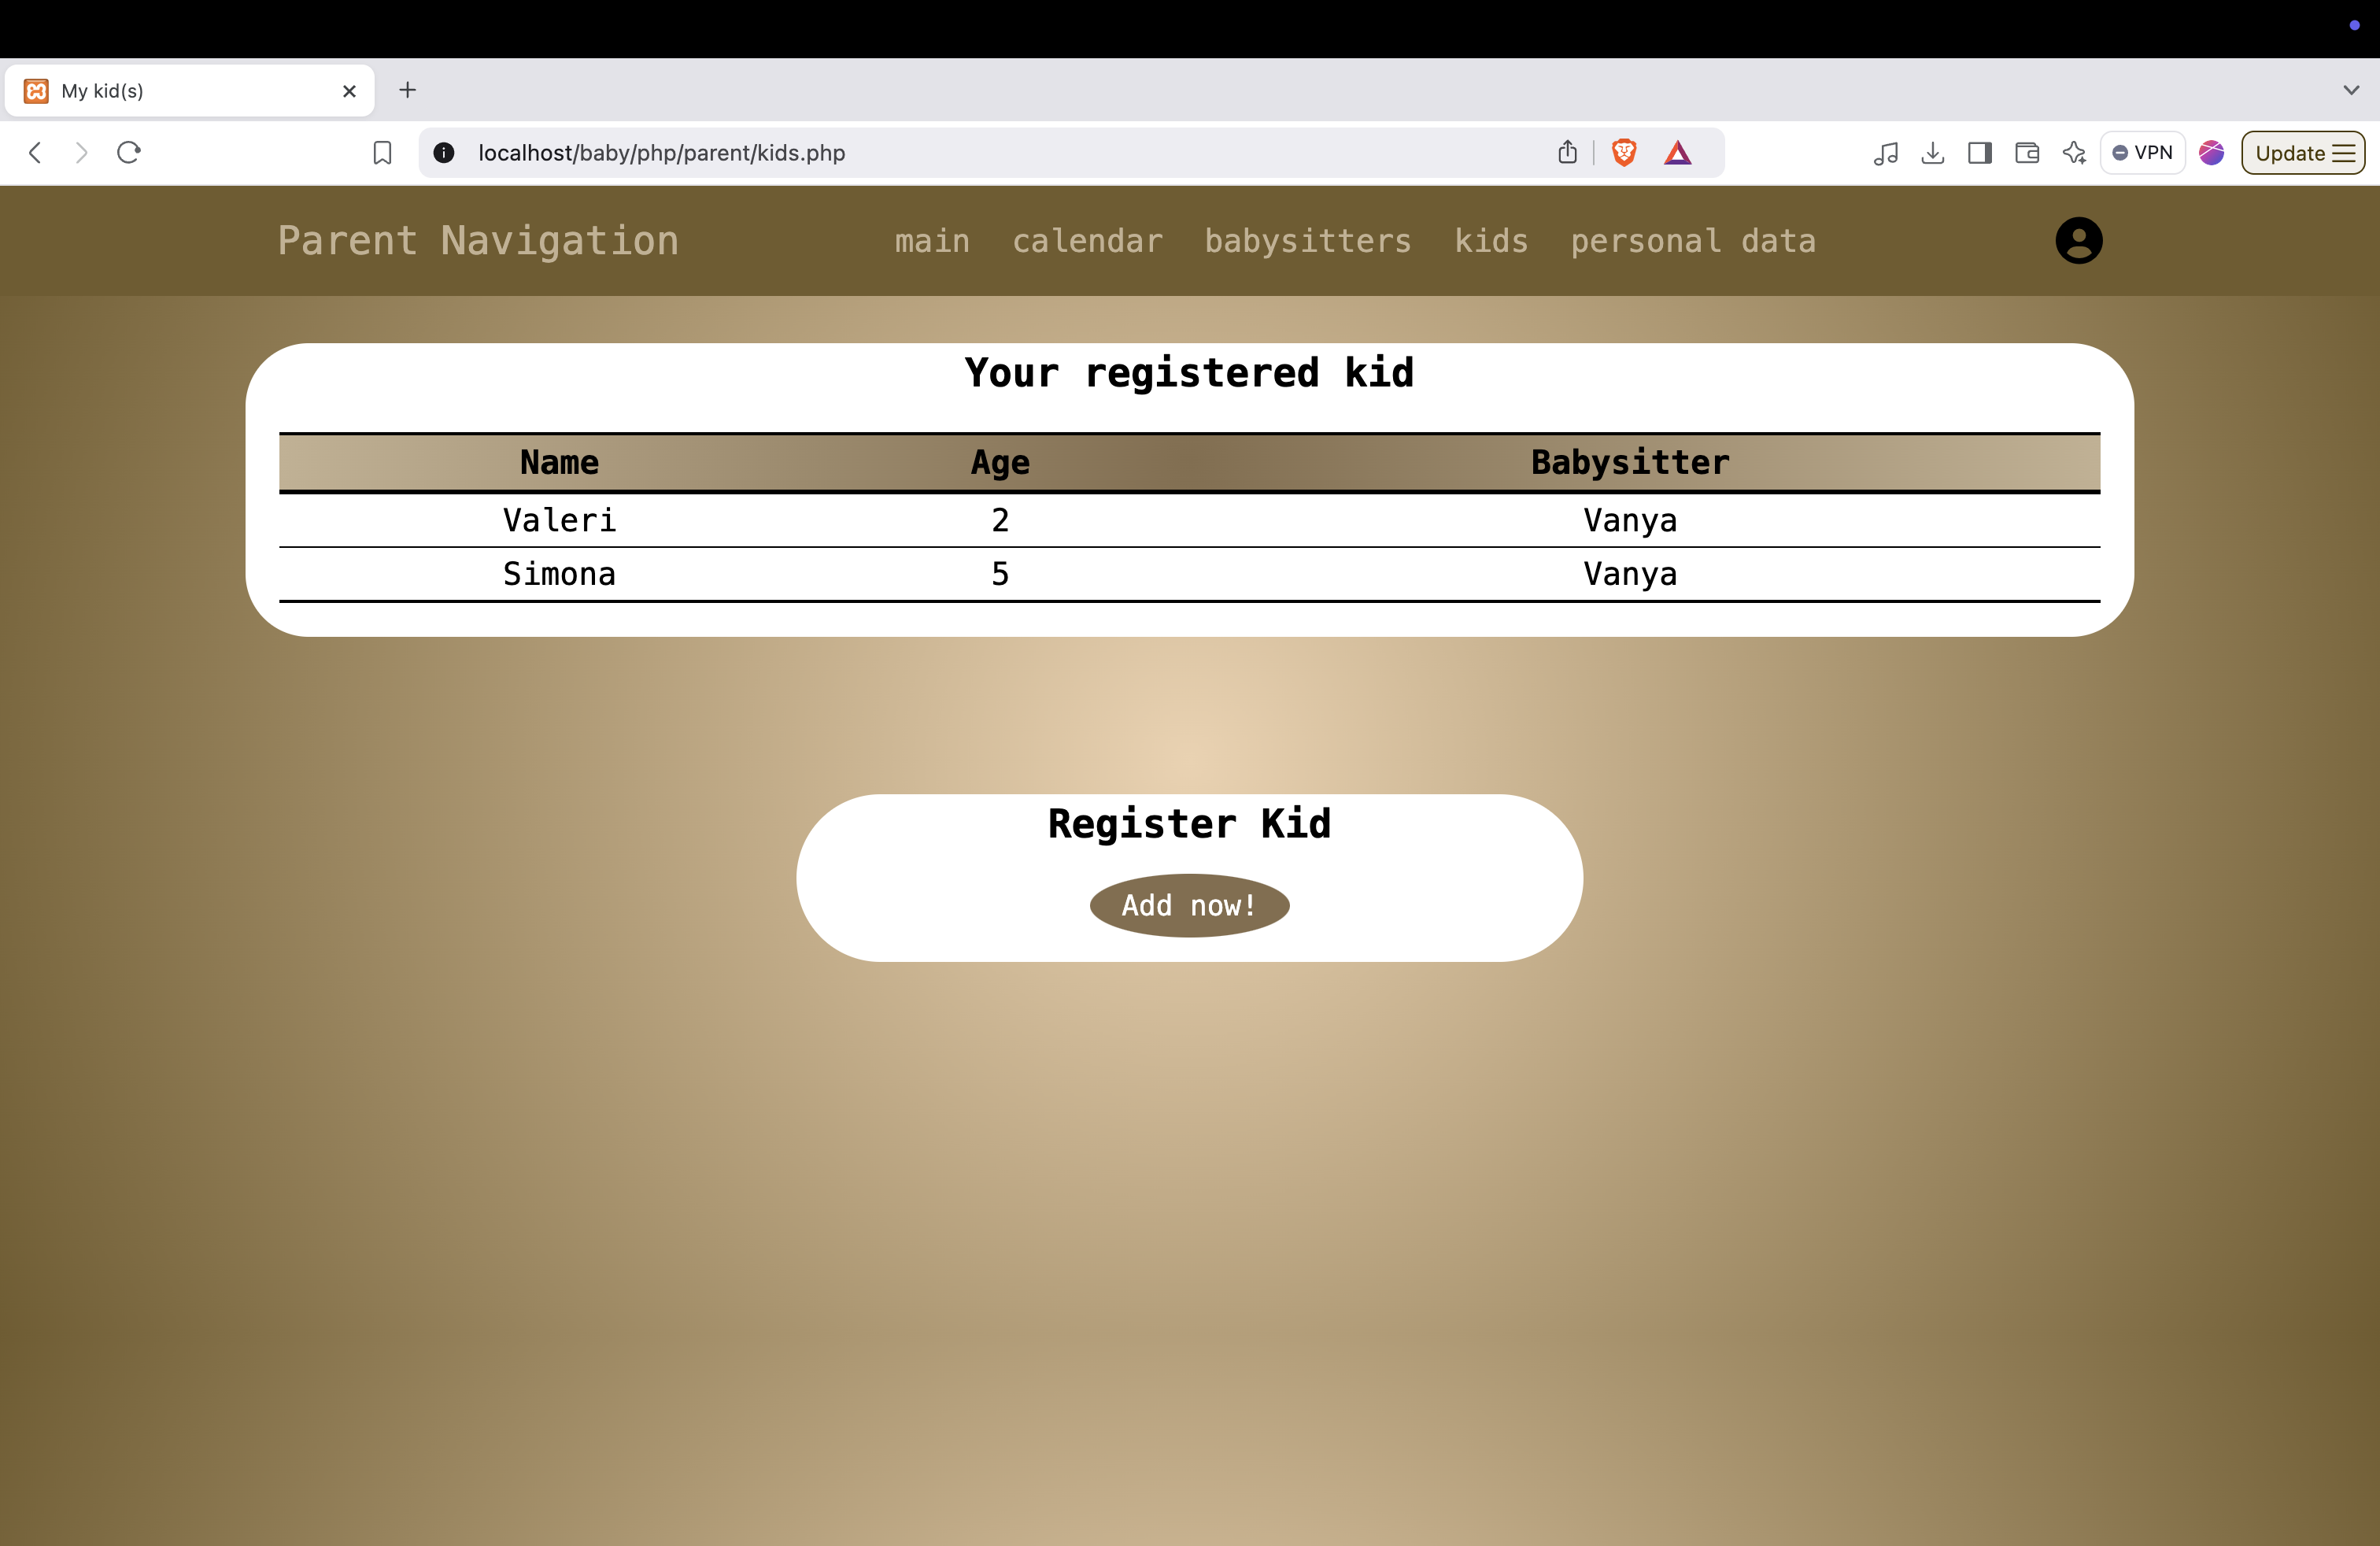 My kid(s)
localhost/baby/php/parent/kids.php
VPN
Update
Parent Navigation main calendar babysitters kids personal data
Your registered kid
Name Age Babysitter
Valeri 2 Vanya
Simona 5 Vanya
Register Kid
Add now!